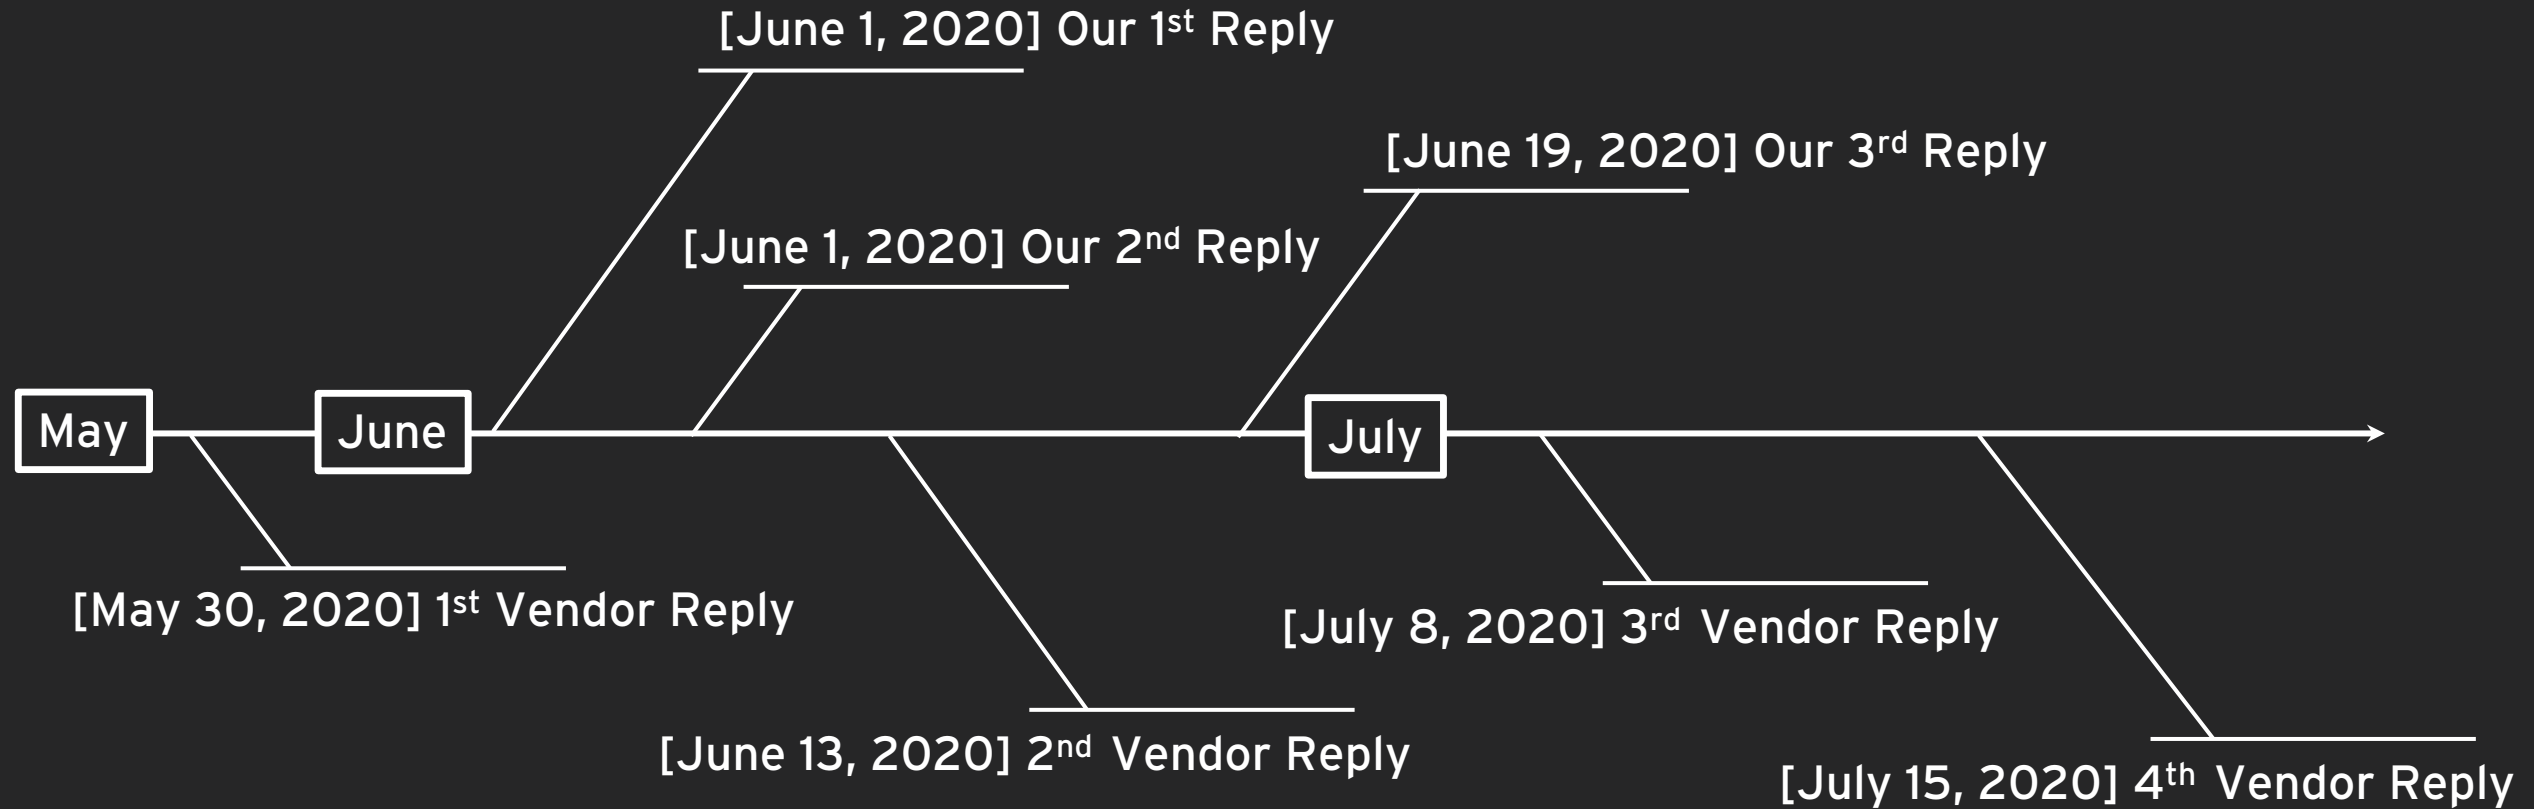 [June 1, 2020] Our 1st Reply
[June 19, 2020] Our 3rd Reply
[June 1, 2020] Our 2nd Reply
May
June
July
[May 30, 2020] 1st Vendor Reply
[July 8, 2020] 3rd Vendor Reply
[June 13, 2020] 2nd Vendor Reply
[July 15, 2020] 4th Vendor Reply